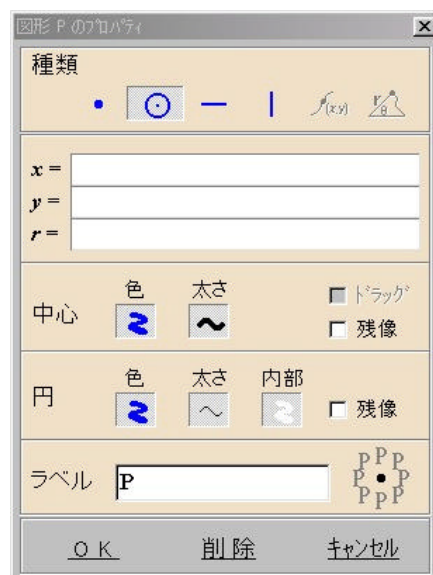 図形 P のプロパティ
種類
f(x,y) r θ
x =
y =
r =
色 太さ ドラッグ
中心 残像
色 太さ 内部
円 残像
ラベル P P P P P P P P P
OK 削除 キャンセル